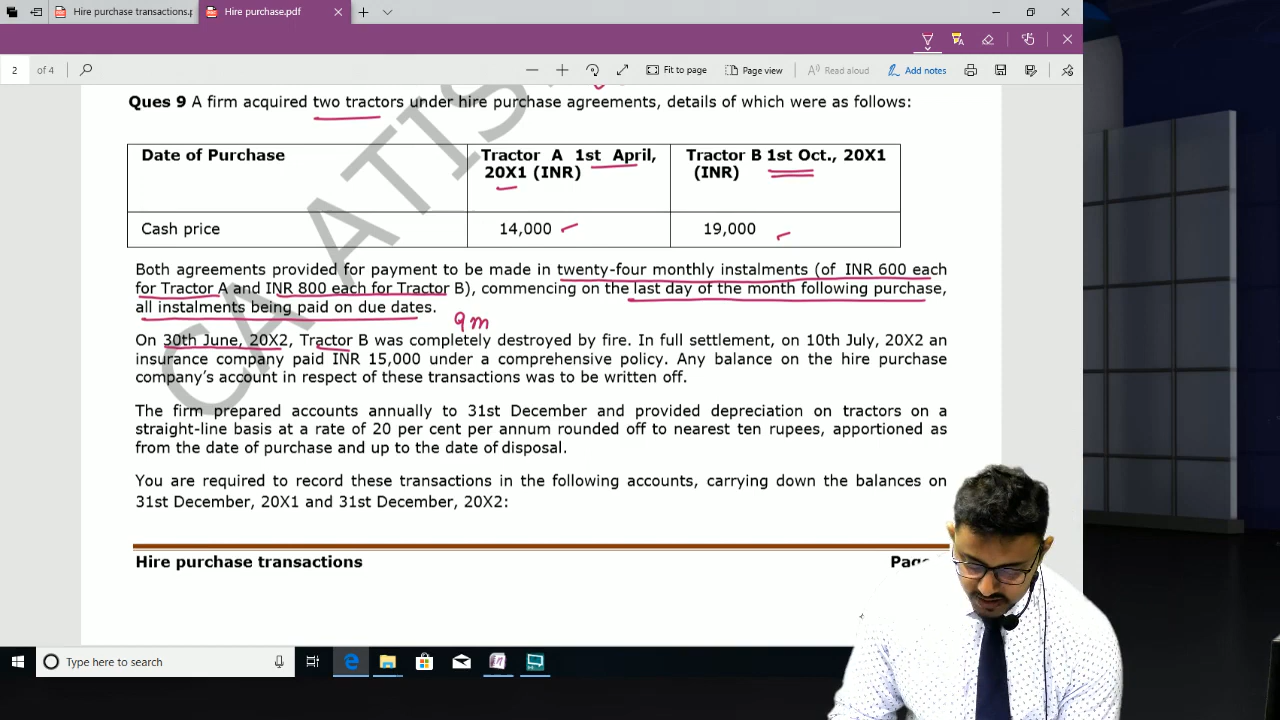 Hire purchase transactions.p
Hire purchase.pdf
2 of 4
Fit to page
Page view
Read aloud
Add notes
Ques 9 A firm acquired two tractors under hire purchase agreements, details of which were as follows:
Date of Purchase
Tractor A 1st April, 20X1 (INR)
Tractor B 1st Oct., 20X1 (INR)
Cash price
14,000
19,000
Both agreements provided for payment to be made in twenty-four monthly instalments (of INR 600 each
for Tractor A and INR 800 each for Tractor B), commencing on the last day of the month following purchase,
all instalments being paid on due dates.
9m
On 30th June, 20X2, Tractor B was completely destroyed by fire. In full settlement, on 10th July, 20X2 an
insurance company paid INR 15,000 under a comprehensive policy. Any balance on the hire purchase
company's account in respect of these transactions was to be written off.
The firm prepared accounts annually to 31st December and provided depreciation on tractors on a
straight-line basis at a rate of 20 per cent per annum rounded off to nearest ten rupees, apportioned as
from the date of purchase and up to the date of disposal.
You are required to record these transactions in the following accounts, carrying down the balances on
31st December, 20X1 and 31st December, 20X2:
Hire purchase transactions
CA ATIS
Type here to search